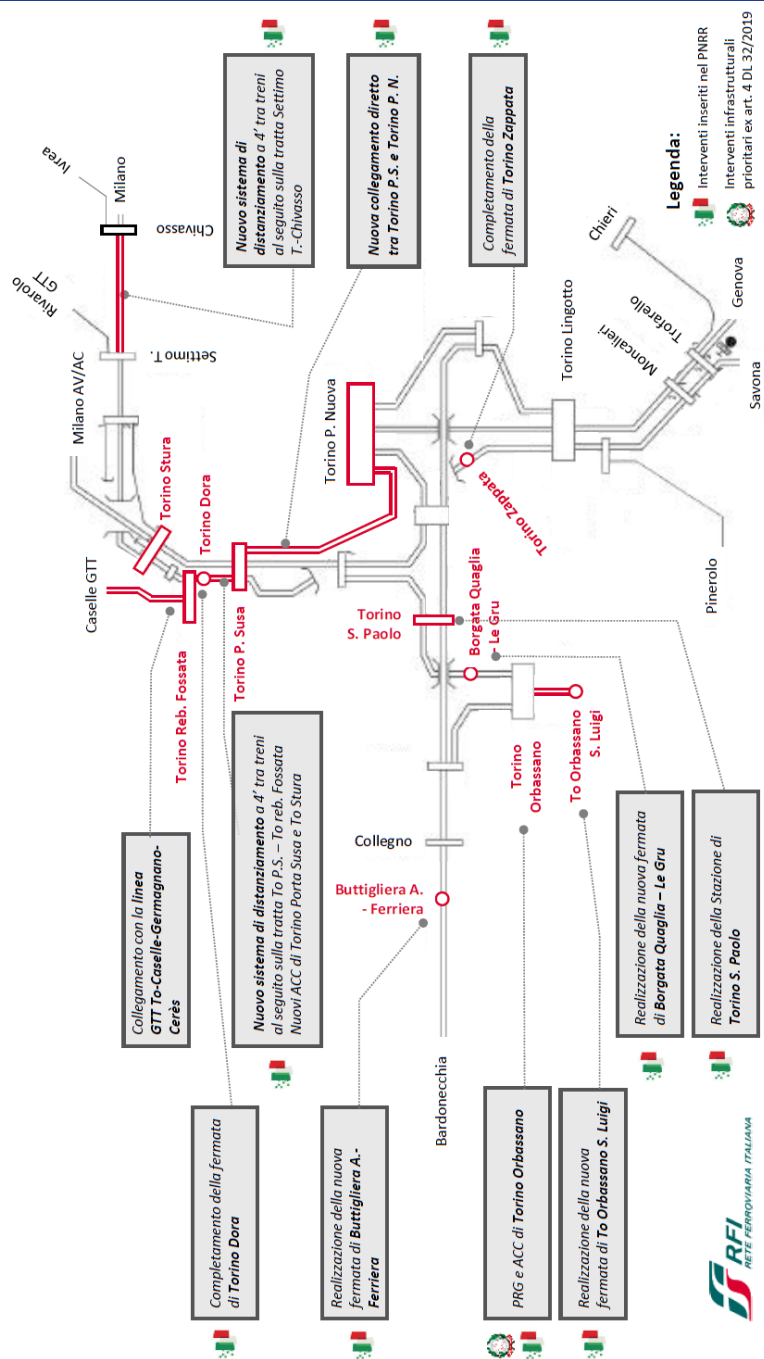 Collegamento con la linea
GTT To-Caselle-Germagnano-
Cerès
Caselle GTT
Rivarolo
GTT
Ivrea
Milano
Chivasso
Settimo T.
Milano AV/AC
Completamento della fermata
di Torino Dora
Torino Reb. Fossata
Torino Stura
Torino Dora
Torino P. Susa
Nuovo sistema di distanziamento a 4' tra treni
al seguito sulla tratta To P.S. – To reb. Fossata
Nuovi ACC di Torino Porta Susa e To Stura
Nuovo sistema di
distanziamento a 4' tra treni
al seguito sulla tratta Settimo
T.-Chivasso
Realizzazione della nuova
fermata di Buttigliera A.-
Ferriera
Torino P. Nuova
Nuova collegamento diretto
tra Torino P.S. e Torino P. N.
Buttigliera A.
- Ferriera
Collegno
Torino
S. Paolo
Bardonecchia
Borgata Quaglia
- Le Gru
Torino Zappata
Completamento della
fermata di Torino Zappata
PRG e ACC di Torino Orbassano
Torino
Orbassano
Torino Lingotto
Realizzazione della nuova
fermata di To Orbassano S. Luigi
To Orbassano
S. Luigi
Chieri
Moncalieri
Trofarello
Realizzazione della nuova fermata
di Borgata Quaglia – Le Gru
Realizzazione della Stazione di
Torino S. Paolo
Pinerolo
Savona
Genova
Legenda:
Interventi inseriti nel PNRR
Interventi infrastrutturali
prioritari ex art. 4 DL 32/2019
RFI
RETE FERROVIARIA ITALIANA